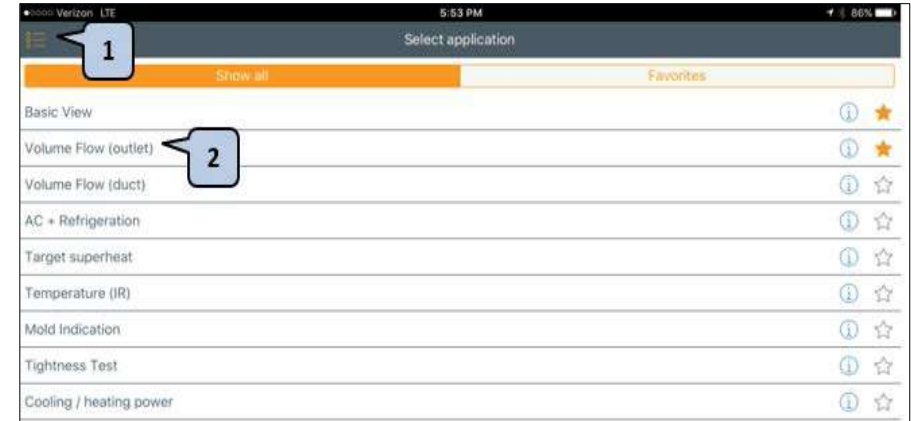 Verizon LTE 5:53 PM 86%
1 Select application
Show all Favorites
Basic View
Volume Flow (outlet) 2
Volume Flow (duct)
AC + Refrigeration
Target superheat
Temperature (IR)
Mold Indication
Tightness Test
Cooling / heating power